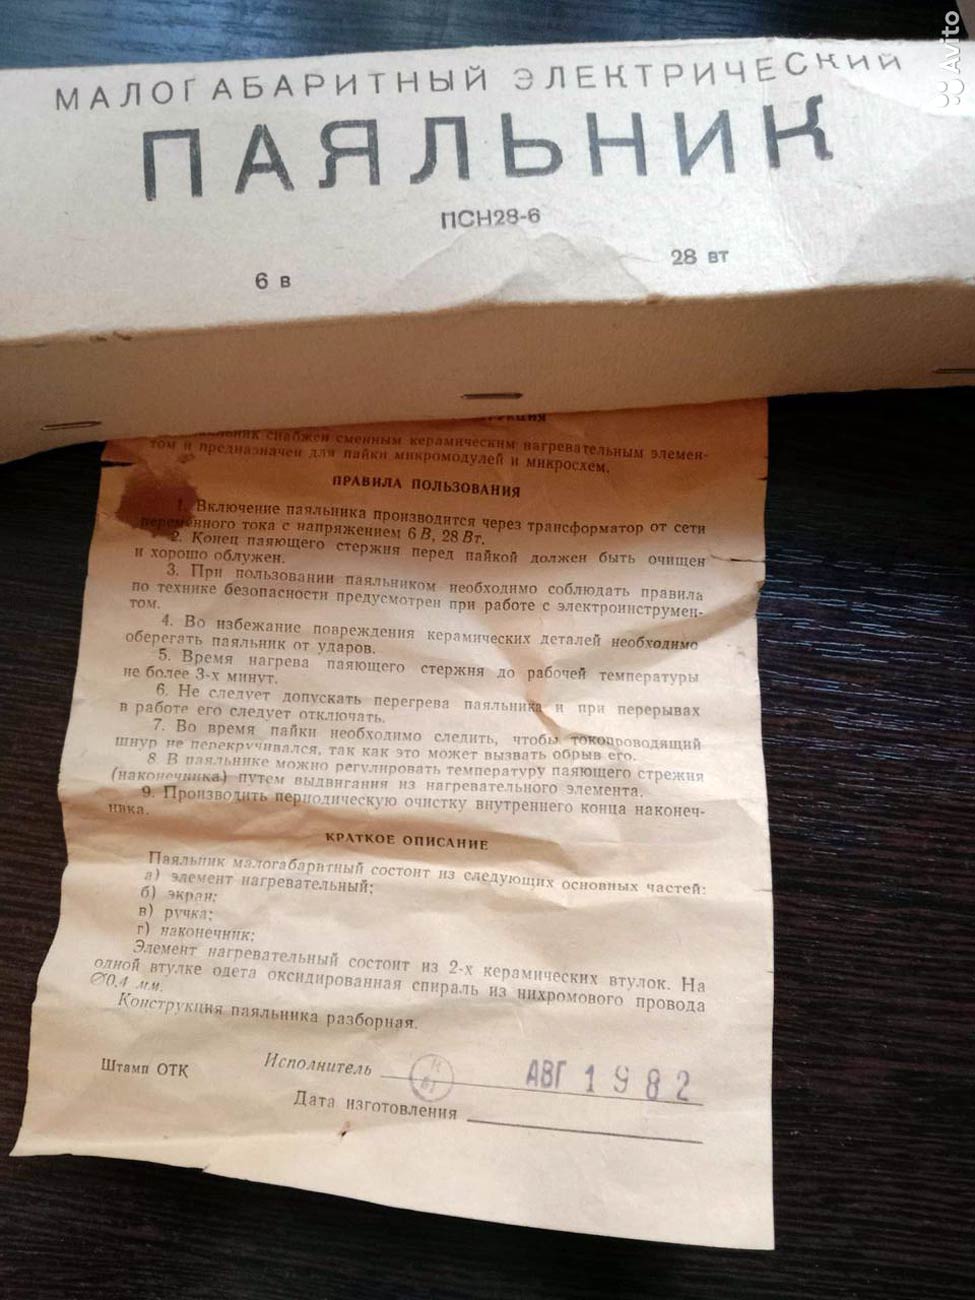 Avito
МАЛОГАБАРИТНЫЙ ЭЛЕКТРИЧЕСКИЙ
ПАЯЛЬНИК
ПСН28-6
6 в
28 вт
снабжен сменным керамическим нагревательным элемен-
том и предназначен для пайки микромодулей и микросхем.
ПРАВИЛА ПОЛЬЗОВАНИЯ
1. Включение паяльника производится через трансформатор от сети
переменного тока с напряжением 6 В, 28 Вт.
2. Конец паяющего стержня перед пайкой должен быть очищен
и хорошо облужен.
3. При пользовании паяльником необходимо соблюдать правила
по технике безопасности предусмотрен при работе с электроинструмен-
том.
4. Во избежание повреждения керамических деталей необходимо
оберегать паяльник от ударов.
5. Время нагрева паяющего стержня до рабочей температуры
не более 3-х минут.
6. Не следует допускать перегрева паяльника и при перерывах
в работе его следует отключать.
7. Во время пайки необходимо следить, чтобы токопроводящий
шнур не перекручивался, так как это может вызвать обрыв его.
8 В паяльнике можно регулировать температуру паяющего стрежня
(наконечника) путем выдвигания из нагревательного элемента.
9. Производить периодическую очистку внутреннего конца наконеч-
ника.
КРАТКОЕ ОПИСАНИЕ
Паяльник малогабаритный состоит из следующих основных частей:
а) элемент нагревательный;
б) экран;
в) ручка;
г) наконечник;
Элемент нагревательный состоит из 2-х керамических втулок. На
одной втулке одета оксидированная спираль из нихромового провода
∅0,4 мм.
Конструкция паяльника разборная.
Штамп ОТК
Исполнитель
АВГ 1982
Дата изготовления